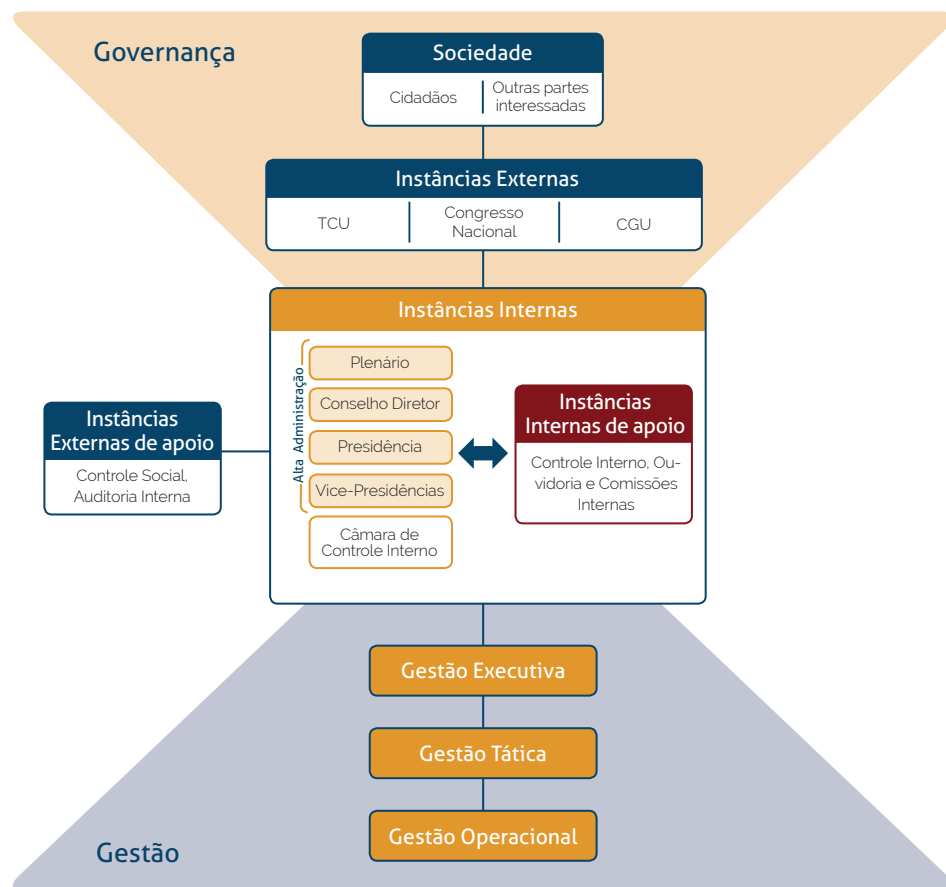 Governança
Sociedade
Cidadãos
Outras partes
interessadas
Instâncias Externas
TCU
Congresso
Nacional
CGU
Instâncias Internas
Alta Administração
Plenário
Conselho Diretor
Presidência
Vice-Presidências
Câmara de
Controle Interno
Instâncias
Internas de apoio
Controle Interno, Ou-
vidoria e Comissões
Internas
Instâncias
Externas de apoio
Controle Social,
Auditoria Interna
Gestão Executiva
Gestão Tática
Gestão Operacional
Gestão